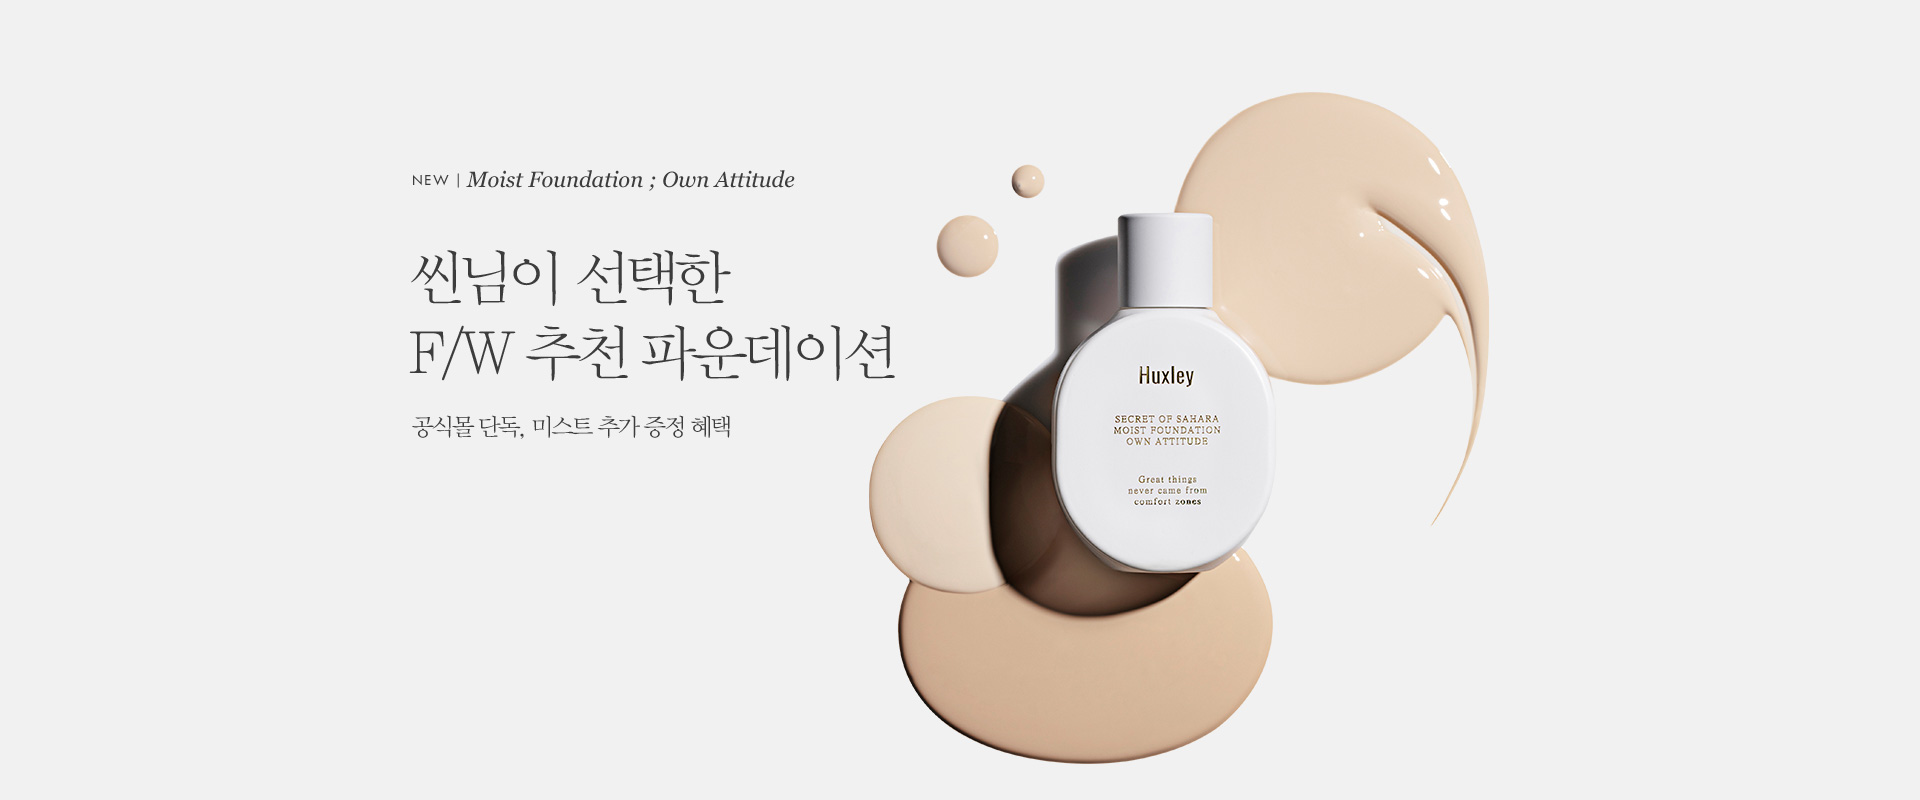 NEW | Moist Foundation ; Own Attitude
씬님이 선택한
F/W 추천 파운데이션
공식몰 단독, 미스트 추가 증정 혜택
Huxley
SECRET OF SAHARA
MOIST FOUNDATION
OWN ATTITUDE
Great things
never came from
comfort zones